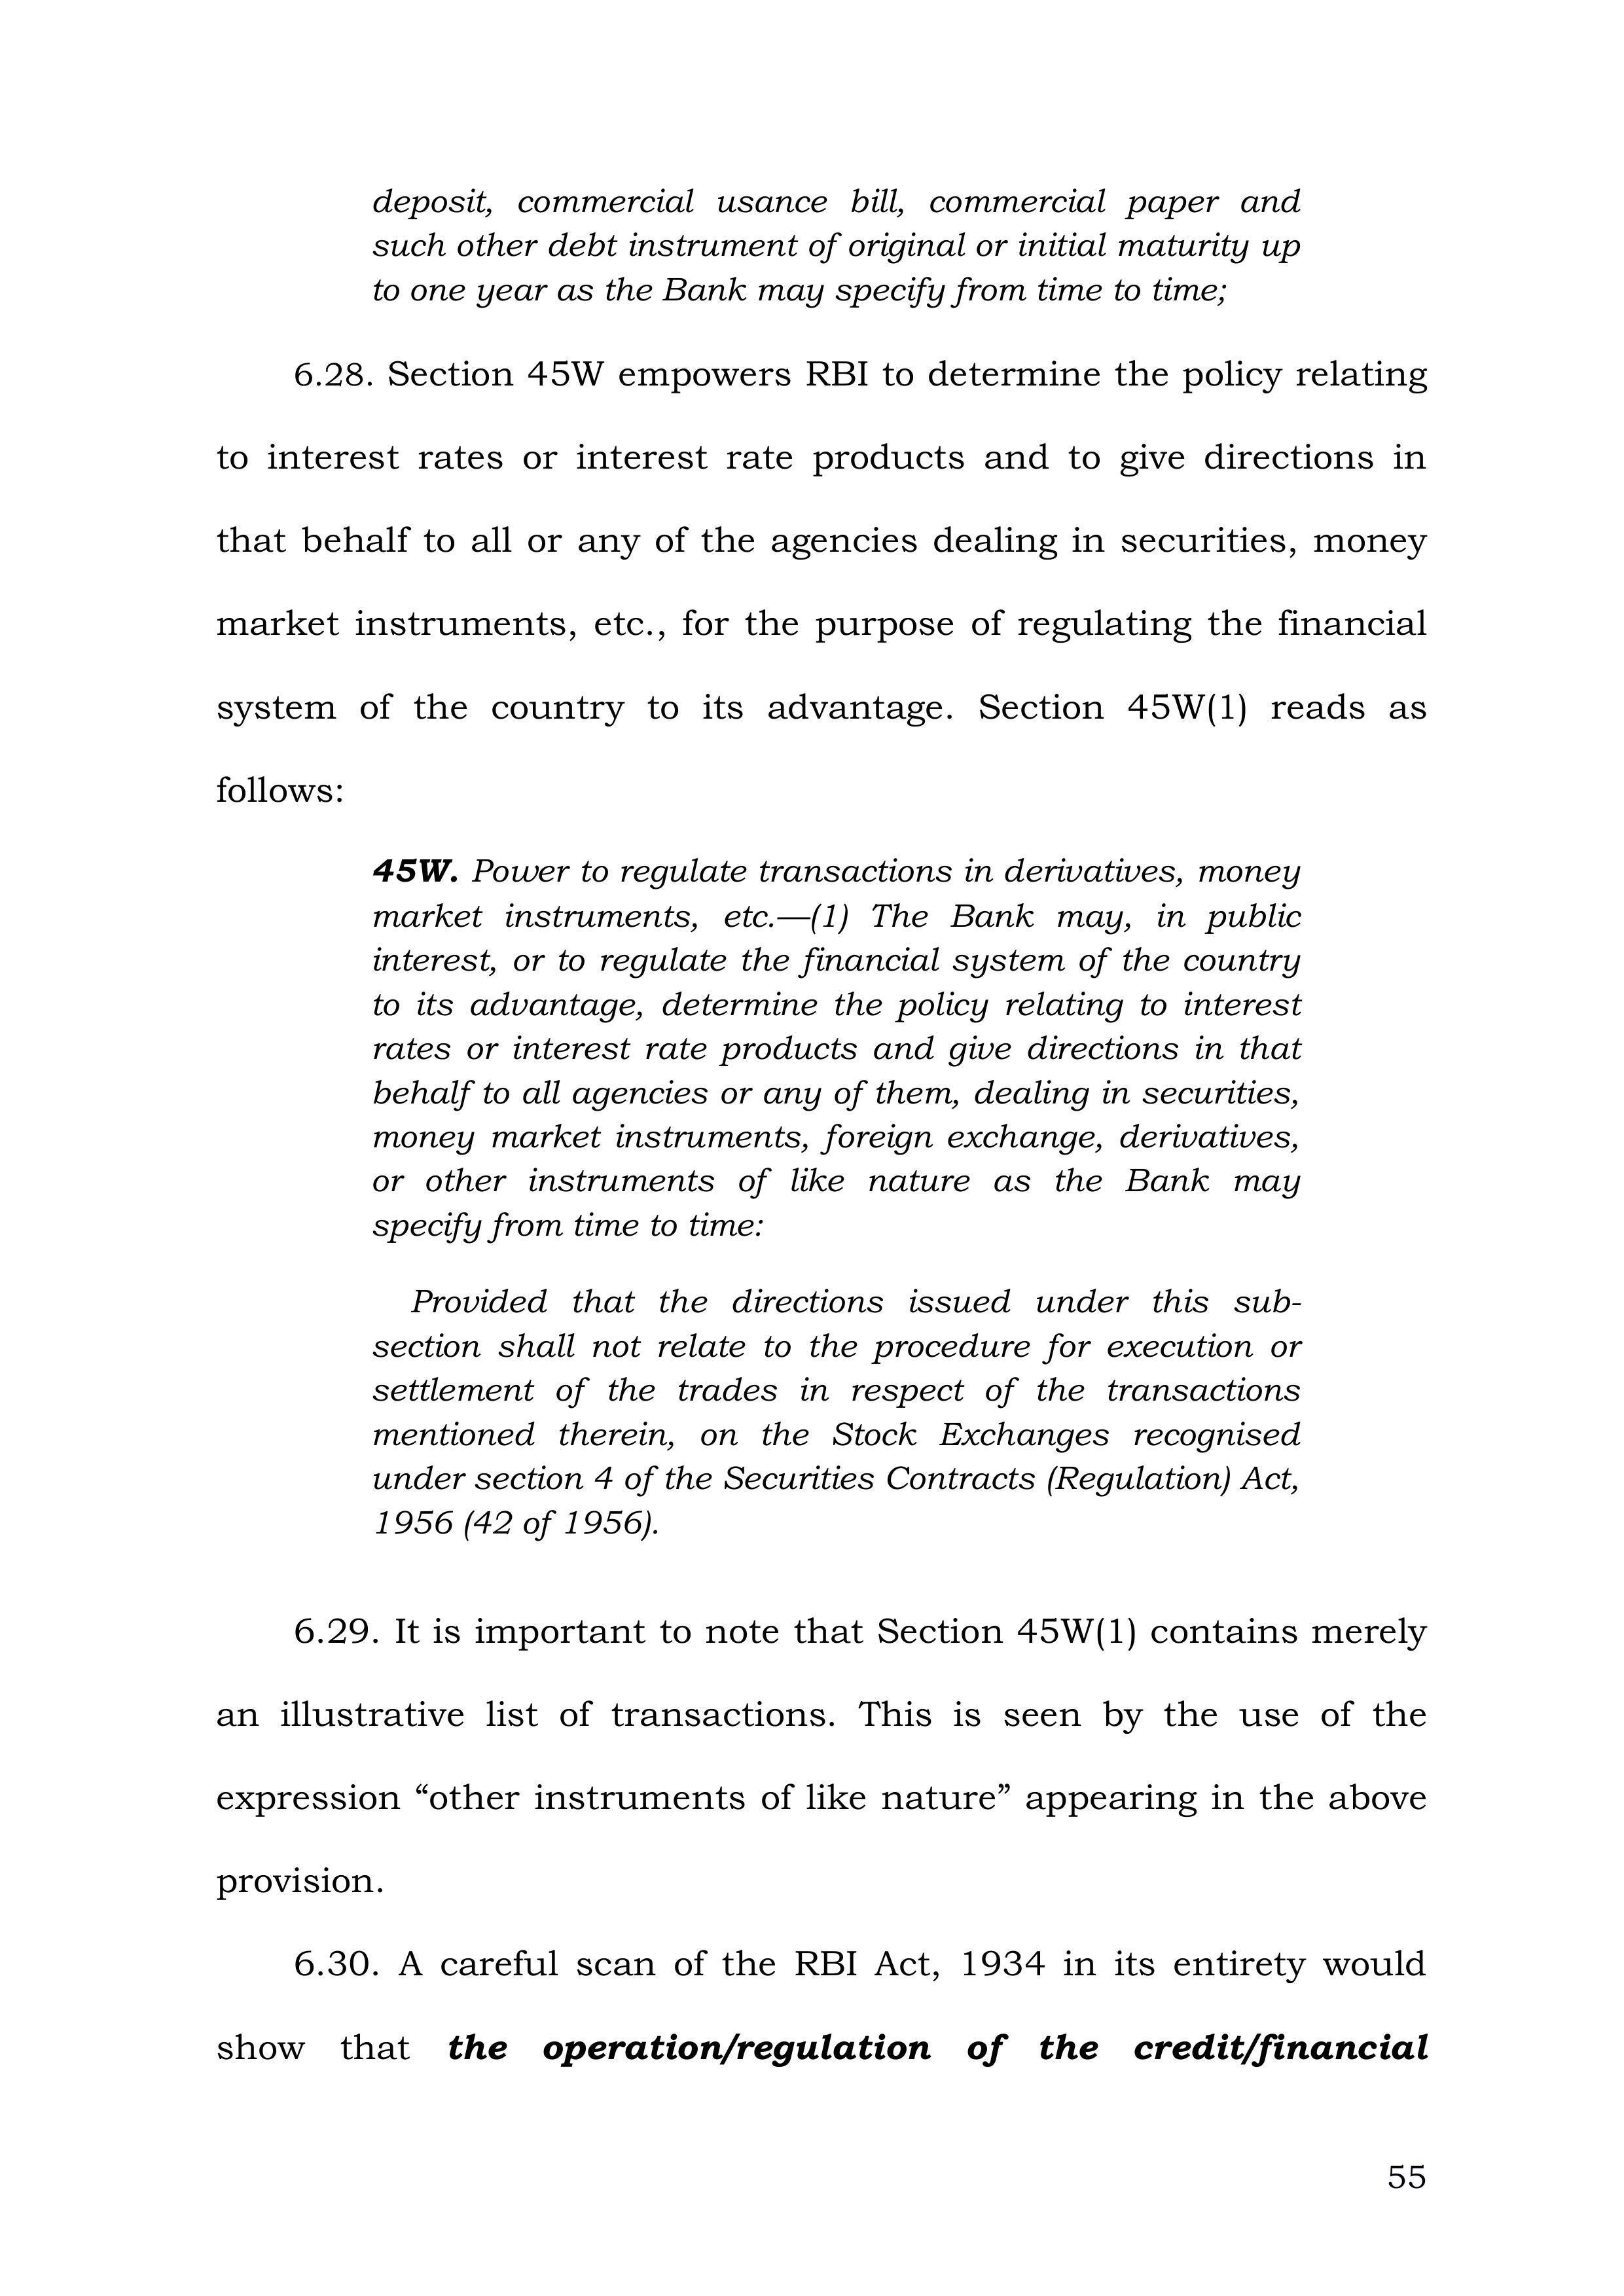 deposit, commercial usance bill, commercial paper and
such other debt instrument of original or initial maturity up
to one year as the Bank may specify from time to time;
6.28. Section 45W empowers RBI to determine the policy relating
to interest rates or interest rate products and to give directions in
that behalf to all or any of the agencies dealing in securities, money
market instruments, etc., for the purpose of regulating the financial
system of the country to its advantage. Section 45W(1) reads as
follows:
45W. Power to regulate transactions in derivatives, money
market instruments, etc.—(1) The Bank may, in public
interest, or to regulate the financial system of the country
to its advantage, determine the policy relating to interest
rates or interest rate products and give directions in that
behalf to all agencies or any of them, dealing in securities,
money market instruments, foreign exchange, derivatives,
or other instruments of like nature as the Bank may
specify from time to time:
Provided that the directions issued under this sub-
section shall not relate to the procedure for execution or
settlement of the trades in respect of the transactions
mentioned therein, on the Stock Exchanges recognised
under section 4 of the Securities Contracts (Regulation) Act,
1956 (42 of 1956).
6.29. It is important to note that Section 45W(1) contains merely
an illustrative list of transactions. This is seen by the use of the
expression “other instruments of like nature” appearing in the above
provision.
6.30. A careful scan of the RBI Act, 1934 in its entirety would
show that the operation/regulation of the credit/financial
55